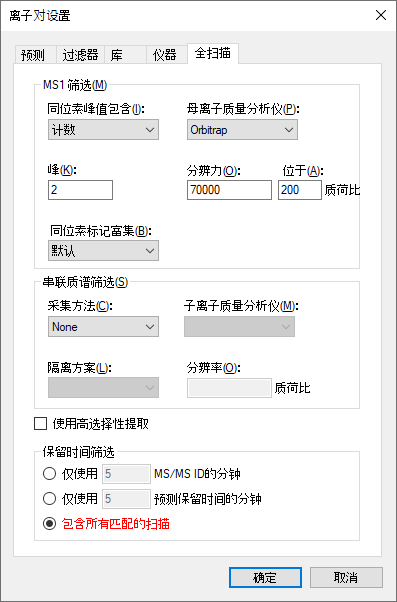 离子对设置
预测 过滤器 库 仪器 全扫描
MS1 筛选(M)
同位素峰值包含(I): 母离子质量分析仪(P):
计数 Orbitrap
峰(K): 分辨力(O): 位于(A):
2 70000 200 质荷比
同位素标记富集(B):
默认
串联质谱筛选(S)
采集方法(C): 子离子质量分析仪(M):
None
隔离方案(L): 分辨率(O):
质荷比
使用高选择性提取
保留时间筛选
仅使用 5 MS/MS ID的分钟
仅使用 5 预测保留时间的分钟
包含所有匹配的扫描
确定 取消